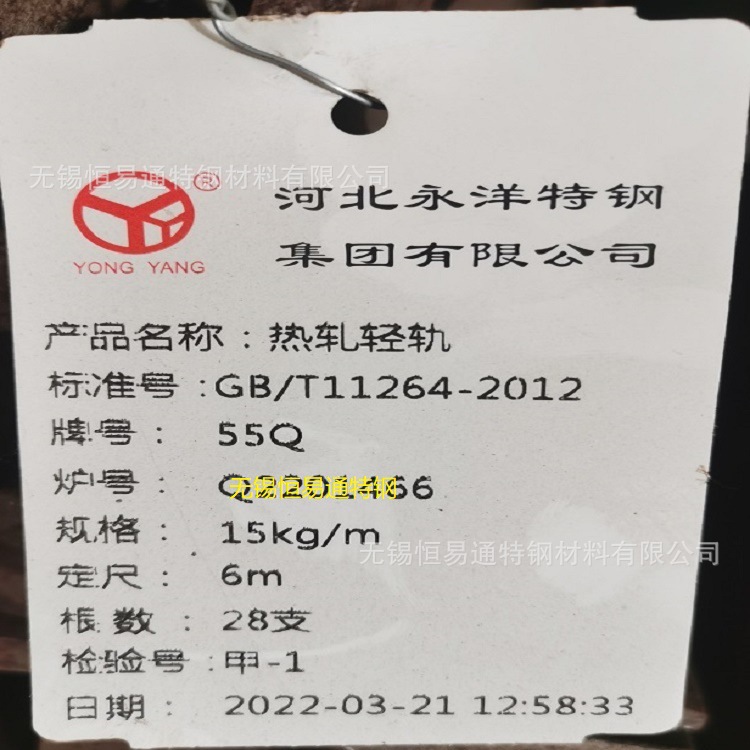 无锡恒易通特钢材料有限公司
®
YONG YANG
河北永洋特钢
集团有限公司
产品名称：热轧轻轨
标准号：GB/T11264-2012
牌号：55Q
炉号：
无锡恒易通特钢
规格：15kg/m
无锡恒易通特钢材料有限公司
定尺：6m
根数：28支
检验号：甲-1
日期：2022-03-21 12:58:33